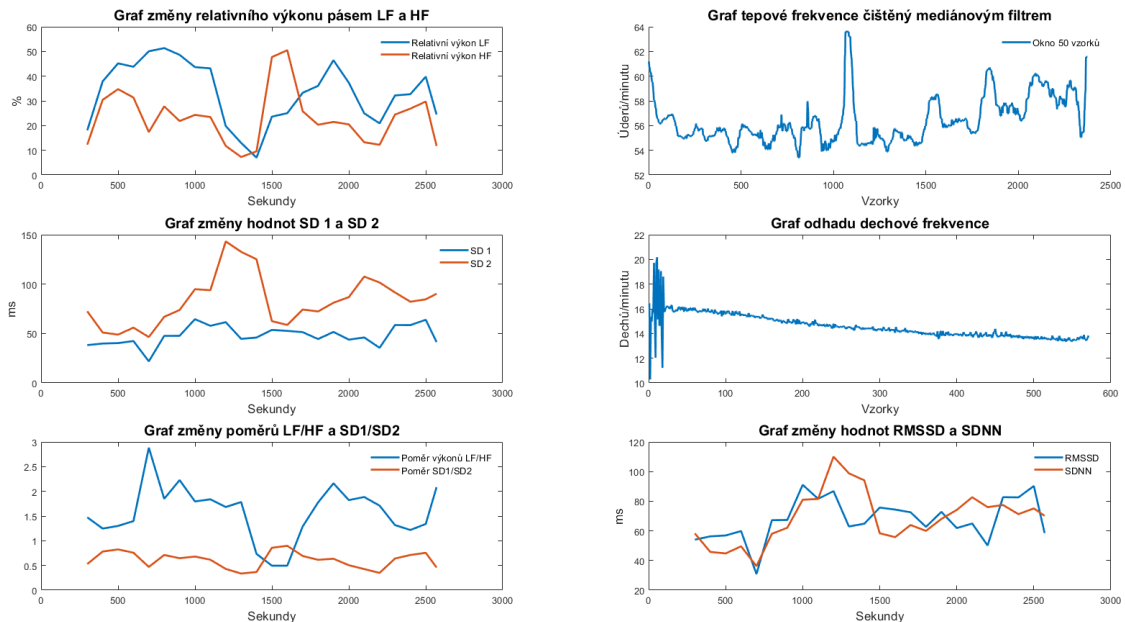 Graf změny relativního výkonu pásem LF a HF
60
50
40
30
20
10
0
%
Relativní výkon LF
Relativní výkon HF
0 500 1000 1500 2000 2500 3000
Sekundy
Graf tepové frekvence čištěný mediánovým filtrem
64
62
60
58
56
54
52
Úderů/minutu
Okno 50 vzorků
0 500 1000 1500 2000 2500
Vzorky
Graf změny hodnot SD 1 a SD 2
150
100
50
0
ms
SD 1
SD 2
0 500 1000 1500 2000 2500 3000
Sekundy
Graf odhadu dechové frekvence
22
20
18
16
14
12
10
Dechů/minutu
0 100 200 300 400 500 600
Vzorky
Graf změny poměrů LF/HF a SD1/SD2
3
2.5
2
1.5
1
0.5
0
Poměr výkonů LF/HF
Poměr SD1/SD2
0 500 1000 1500 2000 2500 3000
Sekundy
Graf změny hodnot RMSSD a SDNN
120
100
80
60
40
20
ms
RMSSD
SDNN
0 500 1000 1500 2000 2500 3000
Sekundy